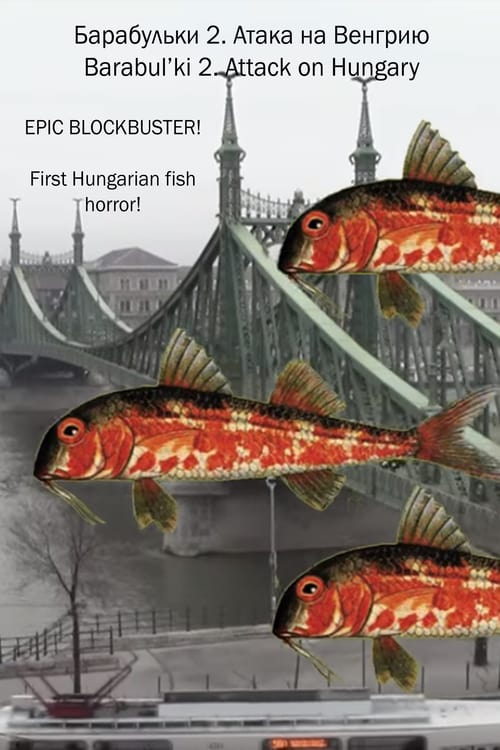 Барабульки 2. Атака на Венгрию
Barabul'ki 2. Attack on Hungary
EPIC BLOCKBUSTER!
First Hungarian fish
horror!